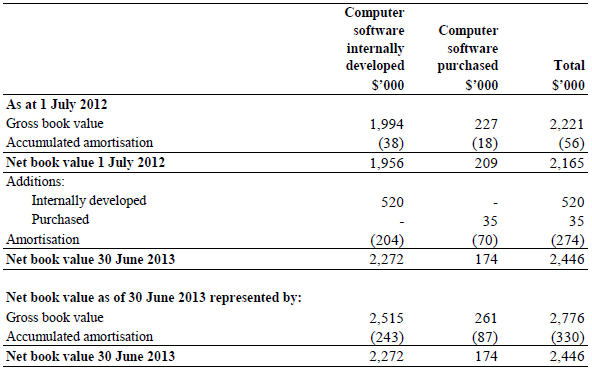 Computer
software
internally
developed
$'000
Computer
software
purchased
$'000
Total
$'000
As at 1 July 2012
Gross book value 1,994 227 2,221
Accumulated amortisation (38) (18) (56)
Net book value 1 July 2012 1,956 209 2,165
Additions:
Internally developed 520 - 520
Purchased - 35 35
Amortisation (204) (70) (274)
Net book value 30 June 2013 2,272 174 2,446
Net book value as of 30 June 2013 represented by:
Gross book value 2,515 261 2,776
Accumulated amortisation (243) (87) (330)
Net book value 30 June 2013 2,272 174 2,446